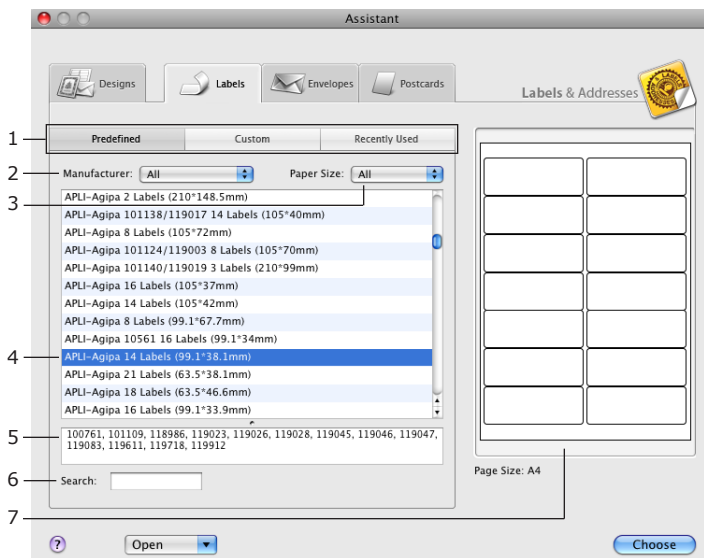 Assistant
Designs Labels Envelopes Postcards
Labels & Addresses
1 Predefined Custom Recently Used
2 Manufacturer: All Paper Size: All
3
APLI-Agipa 2 Labels (210*148.5mm)
APLI-Agipa 101138/119017 14 Labels (105*40mm)
APLI-Agipa 8 Labels (105*72mm)
APLI-Agipa 101124/119003 8 Labels (105*70mm)
APLI-Agipa 101140/119019 3 Labels (210*99mm)
APLI-Agipa 16 Labels (105*37mm)
APLI-Agipa 14 Labels (105*42mm)
APLI-Agipa 8 Labels (99.1*67.7mm)
APLI-Agipa 10561 16 Labels (99.1*34mm)
4 APLI-Agipa 14 Labels (99.1*38.1mm)
APLI-Agipa 21 Labels (63.5*38.1mm)
APLI-Agipa 18 Labels (63.5*46.6mm)
APLI-Agipa 16 Labels (99.1*33.9mm)
5 100761, 101109, 118986, 119023, 119026, 119028, 119045, 119046, 119047,
119083, 119611, 119718, 119912
Page Size: A4
6 Search:
7
? Open Choose